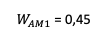 W_AM1 = 0,45